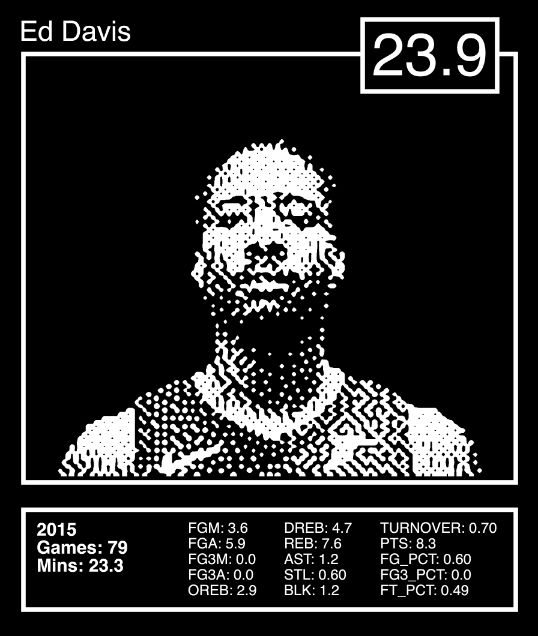 Ed Davis
23.9
2015
Games: 79
Mins: 23.3
FGM: 3.6
FGA: 5.9
FG3M: 0.0
FG3A: 0.0
OREB: 2.9
DREB: 4.7
REB: 7.6
AST: 1.2
STL: 0.60
BLK: 1.2
TURNOVER: 0.70
PTS: 8.3
FG_PCT: 0.60
FG3_PCT: 0.0
FT_PCT: 0.49